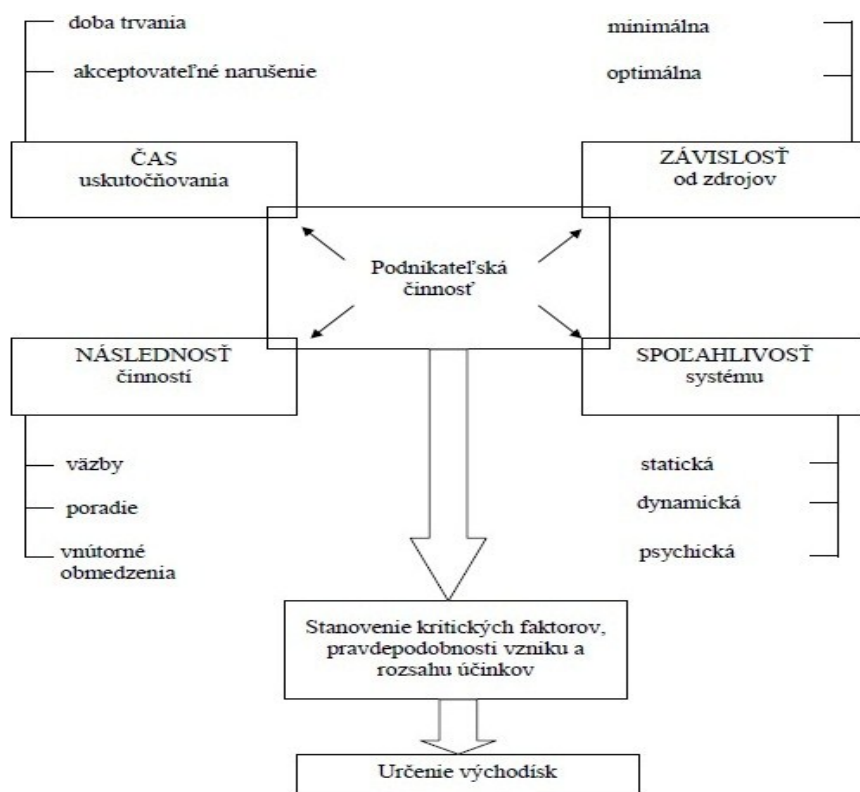 doba trvania
akceptovateľné narušenie
minimálna
optimálna
ČAS
uskutočňovania
ZÁVISLOSŤ
od zdrojov
Podnikateľská
činnosť
NÁSLEDNOSŤ
činností
SPOĽAHLIVOSŤ
systému
väzby
poradie
vnútorné
obmedzenia
statická
dynamická
psychická
Stanovenie kritických faktorov,
pravdepodobnosti vzniku a
rozsahu účinkov
Určenie východísk